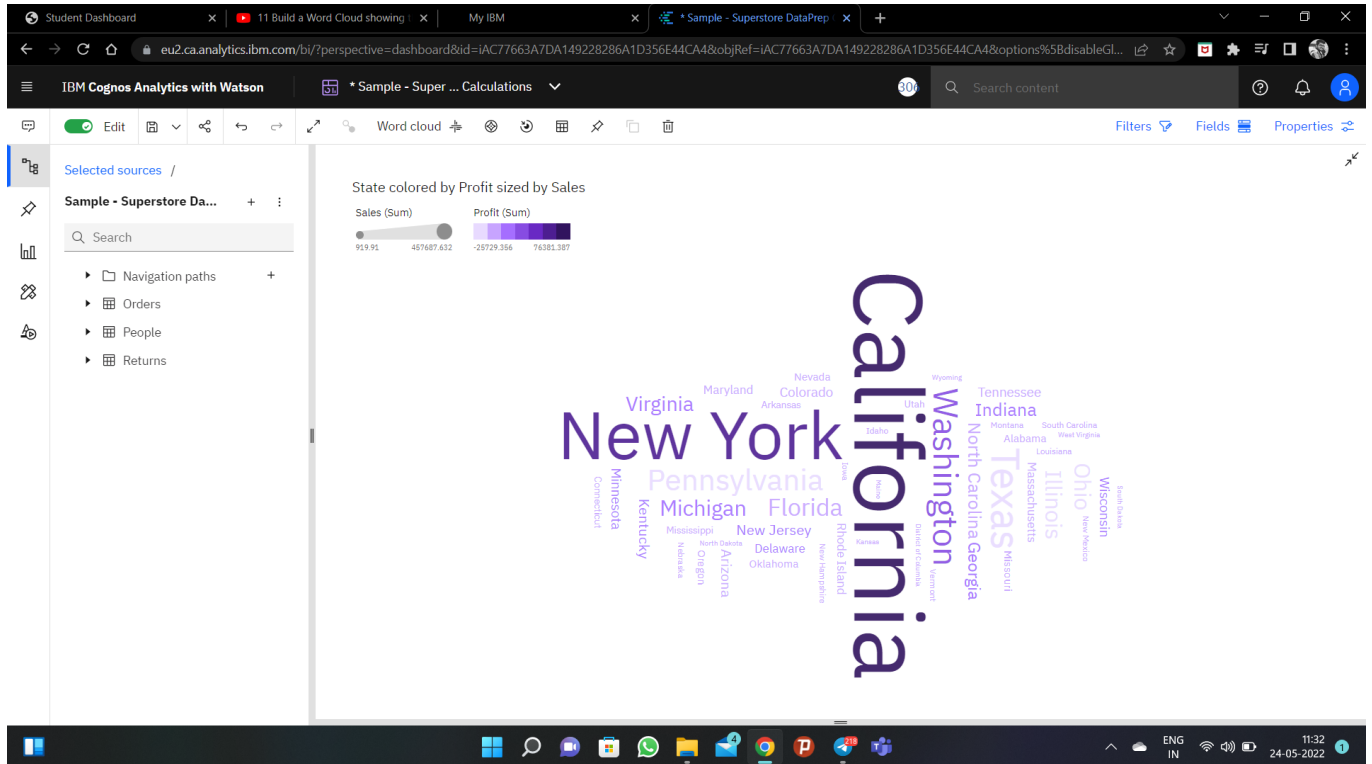 Student Dashboard
11 Build a Word Cloud showing t
My IBM
* Sample - Superstore DataPrep
eu2.ca.analytics.ibm.com/bi/?perspective=dashboard&id=iAC77663A7DA149228286A1D356E44CA4&objRef=iAC77663A7DA149228286A1D356E44CA4&options%5BdisableGl...
IBM Cognos Analytics with Watson
* Sample - Super ... Calculations
306
Search content
Edit
Word cloud
Filters
Fields
Properties
Selected sources /
Sample - Superstore Da...
Search
Navigation paths
Orders
People
Returns
State colored by Profit sized by Sales
Sales (Sum)
Profit (Sum)
919.91
457687.632
-25729.356
76381.387
California
Nevada
Wyoming
Maryland
Colorado
Tennessee
Virginia
Arkansas
Utah
Washington
Indiana
New York
Idaho
North Carolina
Montana
South Carolina
Alabama
West Virginia
Louisiana
Texas
Pennsylvania
Iowa
Maine
Massachusetts
Illinois
Ohio
Connecticut
Minnesota
Wisconsin
South Dakota
Kentucky
Michigan
Florida
New Mexico
Mississippi
New Jersey
Rhode Island
District of Columbia
Nebraska
North Dakota
Oregon
Arizona
Delaware
Oklahoma
New Hampshire
Kansas
Vermont
Georgia
Missouri
4
218
ENG
IN
11:32
24-05-2022
1